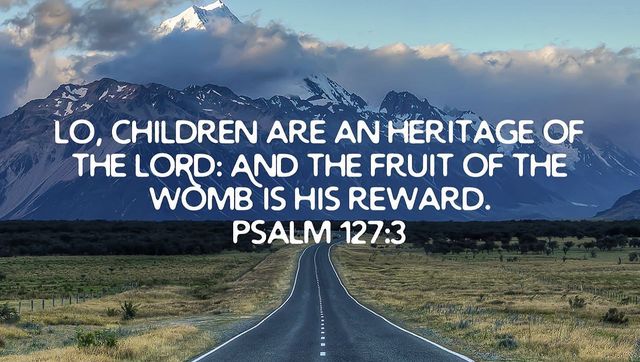 LO, CHILDREN ARE AN HERITAGE OF
THE LORD: AND THE FRUIT OF THE
WOMB IS HIS REWARD.
PSALM 127:3